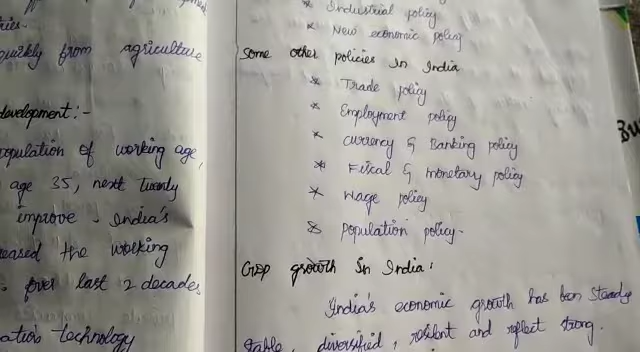 quickly from agriculture
development:-
population of working age,
age 35, next Twenty
improve . India's
eased the working
. over last 2 decades
ation's technology
* Industrial policy
* New economic policy
Some other policies in India
* Trade policy
* Employment policy
* Currency & Banking policy
* Fiscal & monetary policy
* Wage policy
* Population policy.
GDP growth in India:
India's economic growth has been Steady
stable, diversified, resilent and reflect strong.